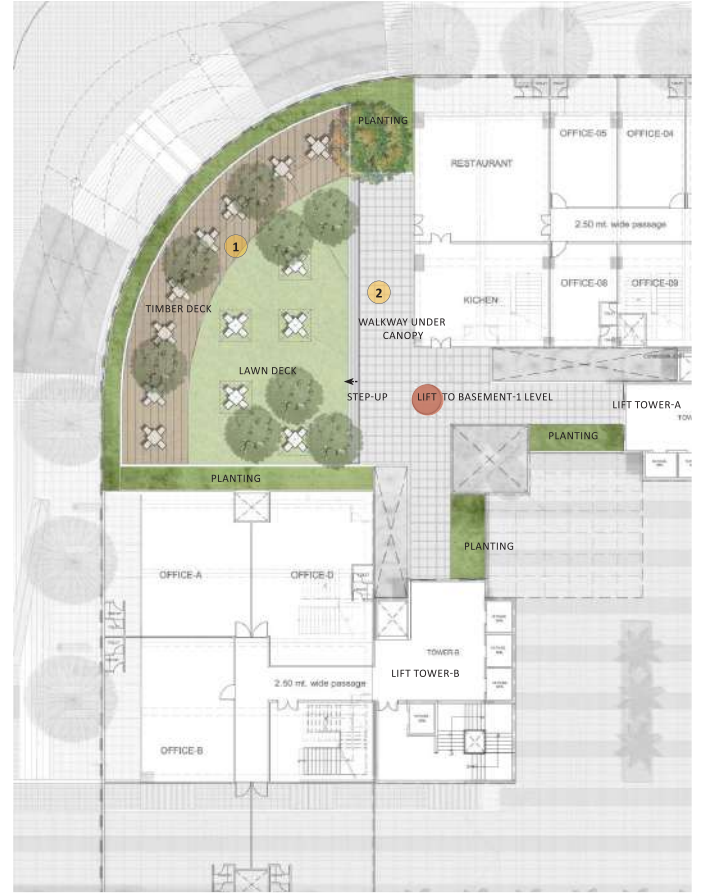 PLANTING
OFFICE-05
OFFICE-04
RESTAURANT
2.50 mt. wide passage
1
2
KICHEN
OFFICE-08
OFFICE-09
TIMBER DECK
WALKWAY UNDER
CANOPY
LAWN DECK
STEP-UP
LIFT TO BASEMENT-1 LEVEL
LIFT TOWER-A
PLANTING
PLANTING
PLANTING
OFFICE-A
OFFICE-D
TOWER-B
LIFT TOWER-B
2.50 mt. wide passage
OFFICE-B